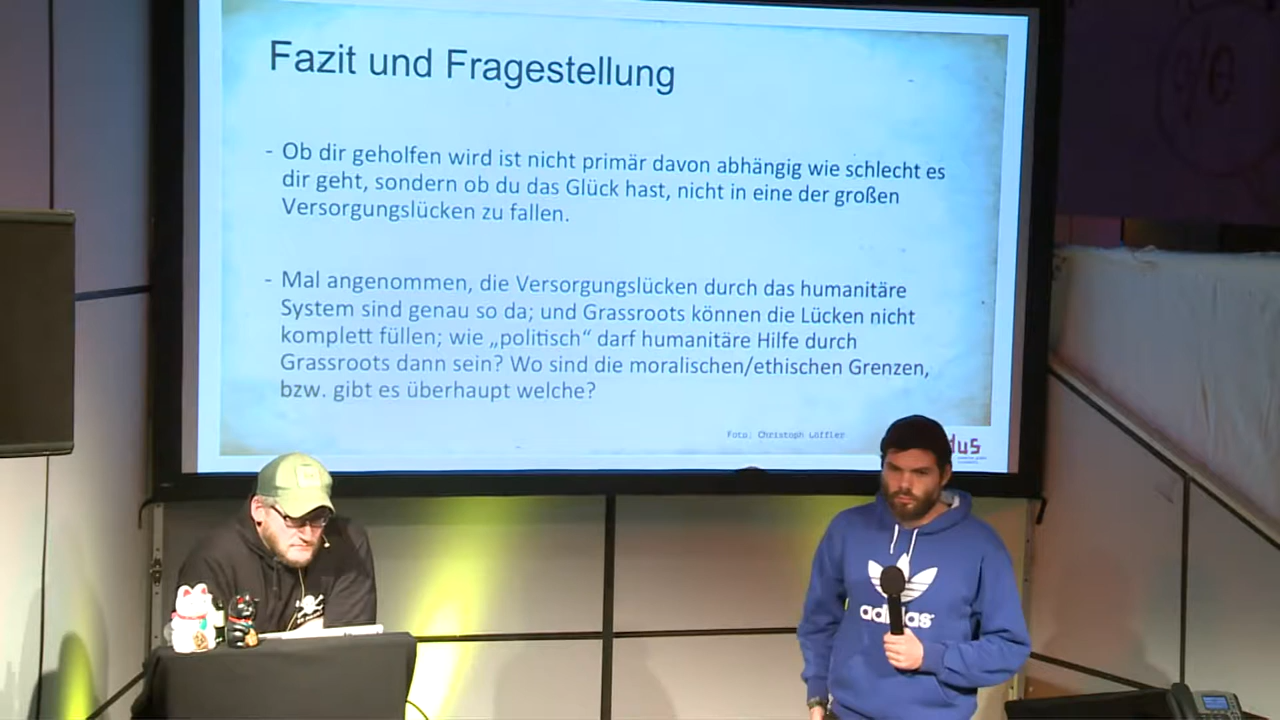 Fazit und Fragestellung
- Ob dir geholfen wird ist nicht primär davon abhängig wie schlecht es
dir geht, sondern ob du das Glück hast, nicht in eine der großen
Versorgungslücken zu fallen.
- Mal angenommen, die Versorgungslücken durch das humanitäre
System sind genau so da; und Grassroots können die Lücken nicht
komplett füllen; wie „politisch“ darf humanitäre Hilfe durch
Grassroots dann sein? Wo sind die moralischen/ethischen Grenzen,
bzw. gibt es überhaupt welche?
Foto: Christoph Löffler
dus
adidas